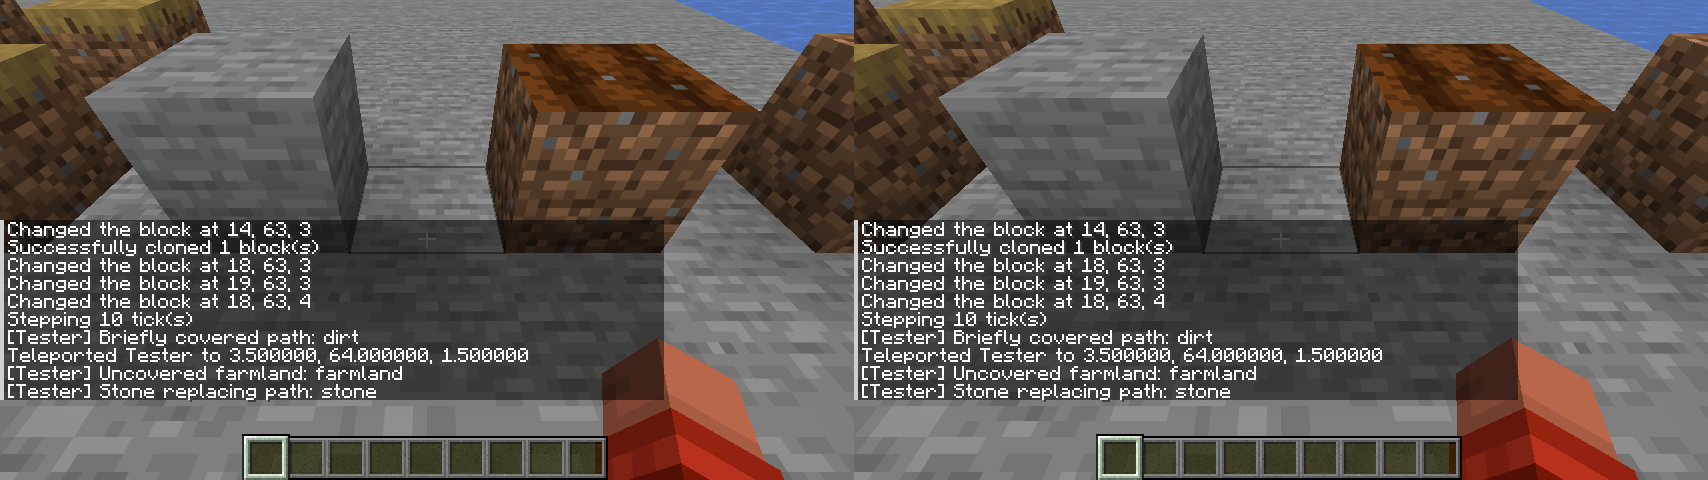 Changed the block at 14, 63, 3
Successfully cloned 1 block(s)
Changed the block at 18, 63, 3
Changed the block at 19, 63, 3
Changed the block at 18, 63, 4
Stepping 10 tick(s)
[Tester] Briefly covered path: dirt
Teleported Tester to 3.500000, 64.000000, 1.500000
[Tester] Uncovered farmland: farmland
[Tester] Stone replacing path: stone
Changed the block at 14, 63, 3
Successfully cloned 1 block(s)
Changed the block at 18, 63, 3
Changed the block at 19, 63, 3
Changed the block at 18, 63, 4
Stepping 10 tick(s)
[Tester] Briefly covered path: dirt
Teleported Tester to 3.500000, 64.000000, 1.500000
[Tester] Uncovered farmland: farmland
[Tester] Stone replacing path: stone